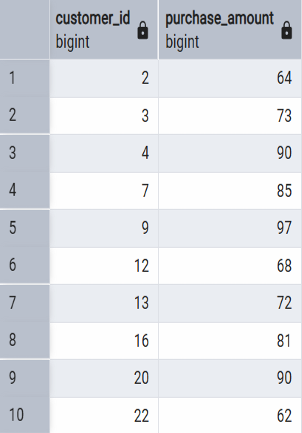 customer_id purchase_amount
bigint bigint
1 2 64
2 3 73
3 4 90
4 7 85
5 9 97
6 12 68
7 13 72
8 16 81
9 20 90
10 22 62